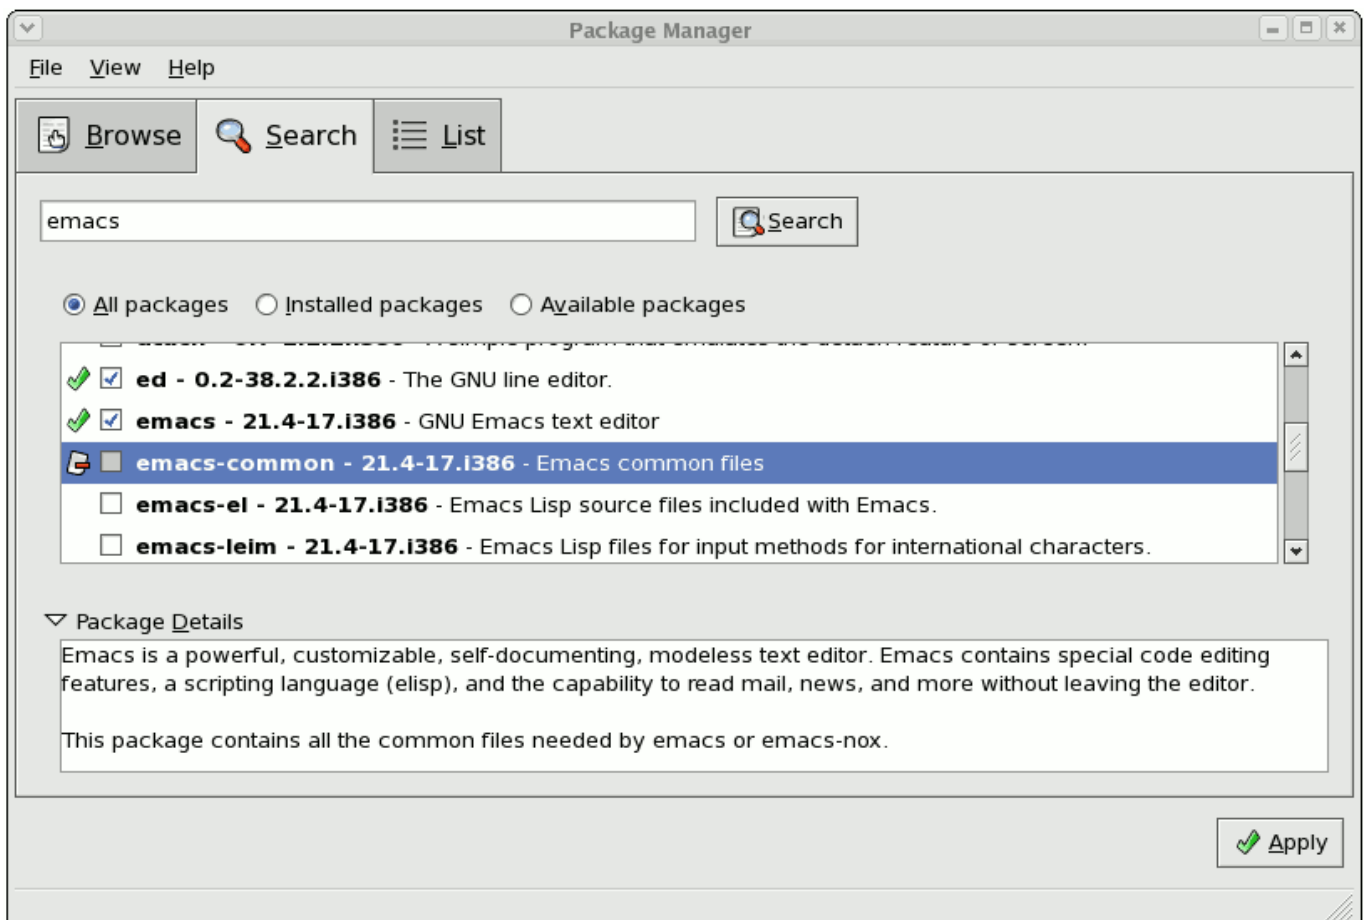 Package Manager
File View Help
Browse Search List
emacs Search
All packages Installed packages Available packages
ed - 0.2-38.2.2.i386 - The GNU line editor.
emacs - 21.4-17.i386 - GNU Emacs text editor
emacs-common - 21.4-17.i386 - Emacs common files
emacs-el - 21.4-17.i386 - Emacs Lisp source files included with Emacs.
emacs-leim - 21.4-17.i386 - Emacs Lisp files for input methods for international characters.
Package Details
Emacs is a powerful, customizable, self-documenting, modeless text editor. Emacs contains special code editing
features, a scripting language (elisp), and the capability to read mail, news, and more without leaving the editor.
This package contains all the common files needed by emacs or emacs-nox.
Apply